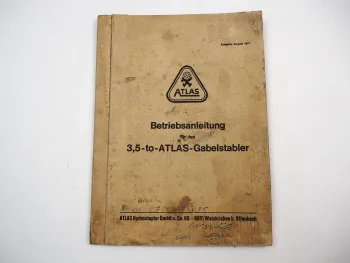 Ausgabe August 1971
ATLAS
Betriebsanleitung
für den
3,5-to-ATLAS-Gabelstabler
ATLAS Hydrostapler GmbH u. Co. KG - 6051 Weiskirchen b. Offenbach